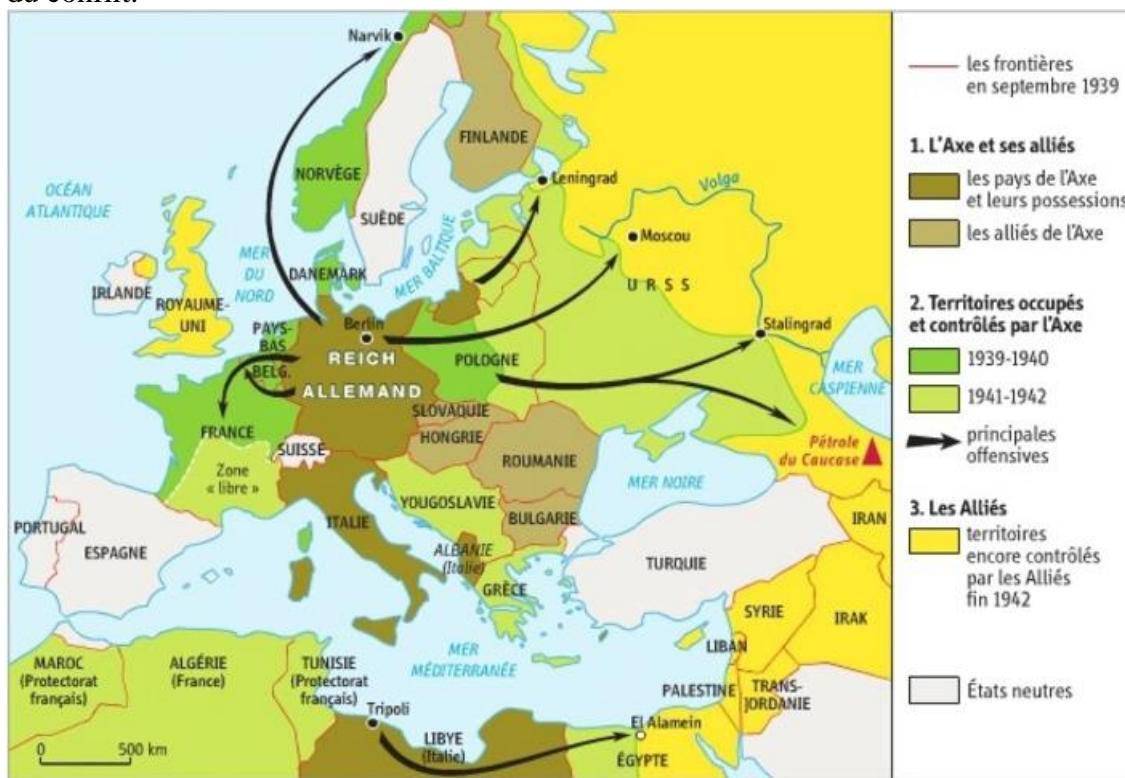 du conflit.
Narvik
FINLANDE
NORVÈGE
Leningrad
Volga
OCÉAN
ATLANTIQUE
SUÈDE
Moscou
MER
DU
NORD
DANEMARK
MER BALTIQUE
URSS
IRLANDE
ROYAUME-
UNI
Stalingrad
PAYS-
BAS
Berlin
BELG.
REICH
ALLEMAND
POLOGNE
MER
CASPIENNE
SLOVAQUIE
FRANCE
SUISSE
HONGRIE
Pétrole
du Caucase
Zone
« libre »
ROUMANIE
MER NOIRE
YOUGOSLAVIE
ITALIE
BULGARIE
IRAN
PORTUGAL
ESPAGNE
ALBANIE
(Italie)
TURQUIE
GRÈCE
SYRIE
IRAK
MER
MÉDITERRANÉE
LIBAN
MAROC
(Protectorat
français)
ALGÉRIE
(France)
TUNISIE
(Protectorat
français)
PALESTINE
TRANS-
JORDANIE
Tripoli
El Alamein
LIBYE
(Italie)
ÉGYPTE
0 500 km
les frontières
en septembre 1939
1. L'Axe et ses alliés
les pays de l'Axe
et leurs possessions
les alliés de l'Axe
2. Territoires occupés
et contrôlés par l'Axe
1939-1940
1941-1942
principales
offensives
3. Les Alliés
territoires
encore contrôlés
par les Alliés
fin 1942
États neutres